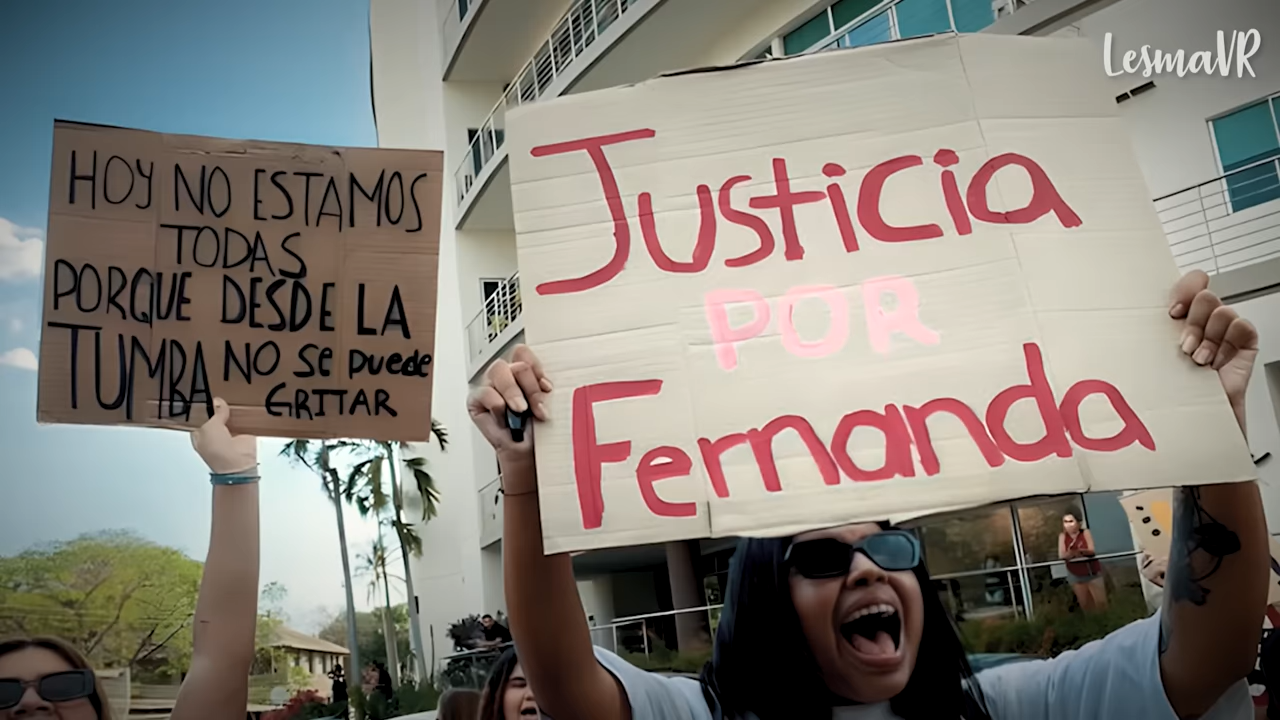 HOY NO ESTAMOS
TODAS
PORQUE DESDE LA
TUMBA NO SE PUEDE
GRITAR
Justicia
POR
Fernanda
LesmaVR